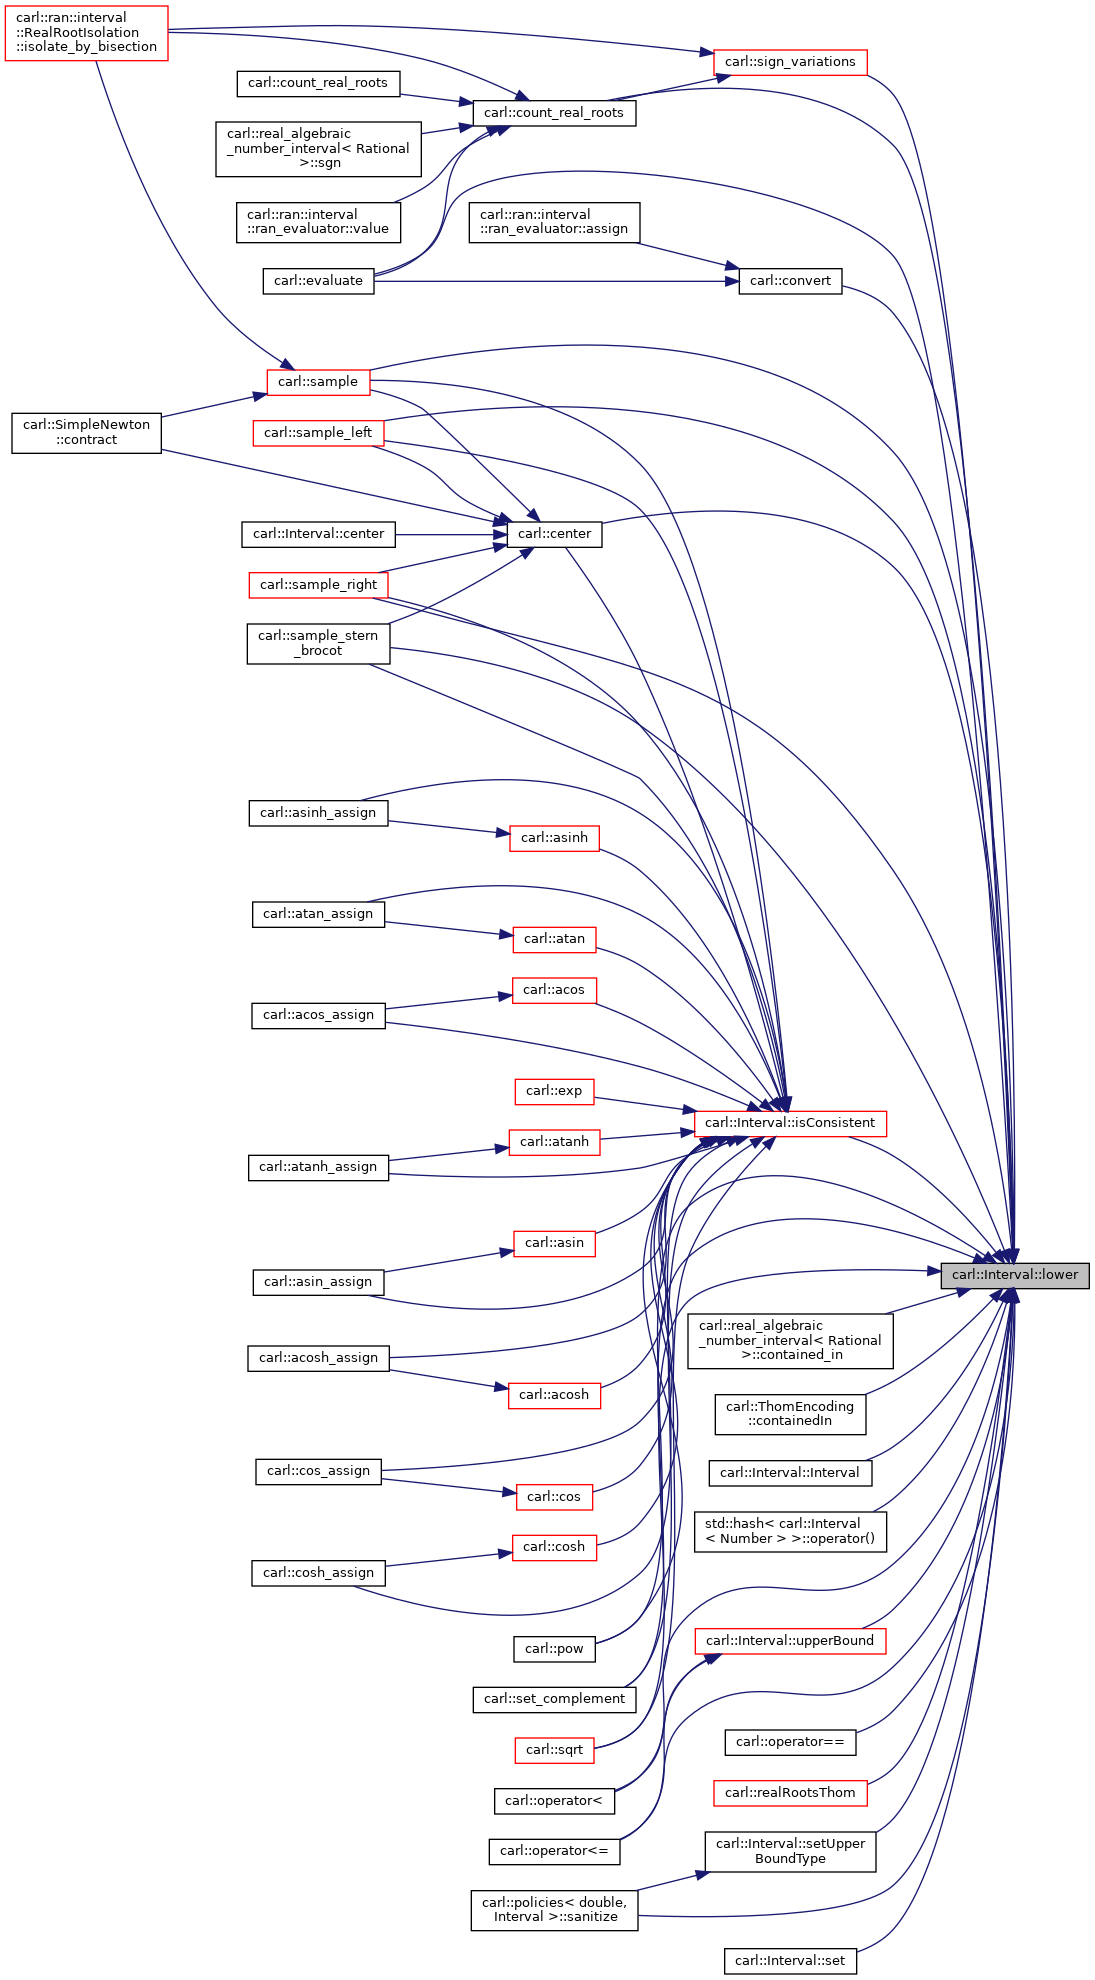 carl::ran::interval
::RealRootIsolation
::isolate_by_bisection
carl::sign_variations
carl::count_real_roots
carl::count_real_roots
carl::real_algebraic
_number_interval< Rational
>::sgn
carl::ran::interval
::ran_evaluator::value
carl::ran::interval
::ran_evaluator::assign
carl::evaluate
carl::convert
carl::sample
carl::SimpleNewton
::contract
carl::sample_left
carl::Interval::center
carl::center
carl::sample_right
carl::sample_stern
_brocot
carl::asinh_assign
carl::asinh
carl::atan_assign
carl::atan
carl::acos
carl::acos_assign
carl::exp
carl::Interval::isConsistent
carl::atanh
carl::atanh_assign
carl::asin
carl::asin_assign
carl::Interval::lower
carl::real_algebraic
_number_interval< Rational
>::contained_in
carl::acosh_assign
carl::acosh
carl::ThomEncoding
::containedIn
carl::cos_assign
carl::Interval::Interval
carl::cos
std::hash< carl::Interval
< Number > >::operator()
carl::cosh
carl::cosh_assign
carl::pow
carl::Interval::upperBound
carl::set_complement
carl::sqrt
carl::operator==
carl::operator<
carl::realRootsThom
carl::operator<=
carl::Interval::setUpper
BoundType
carl::policies< double,
Interval >::sanitize
carl::Interval::set